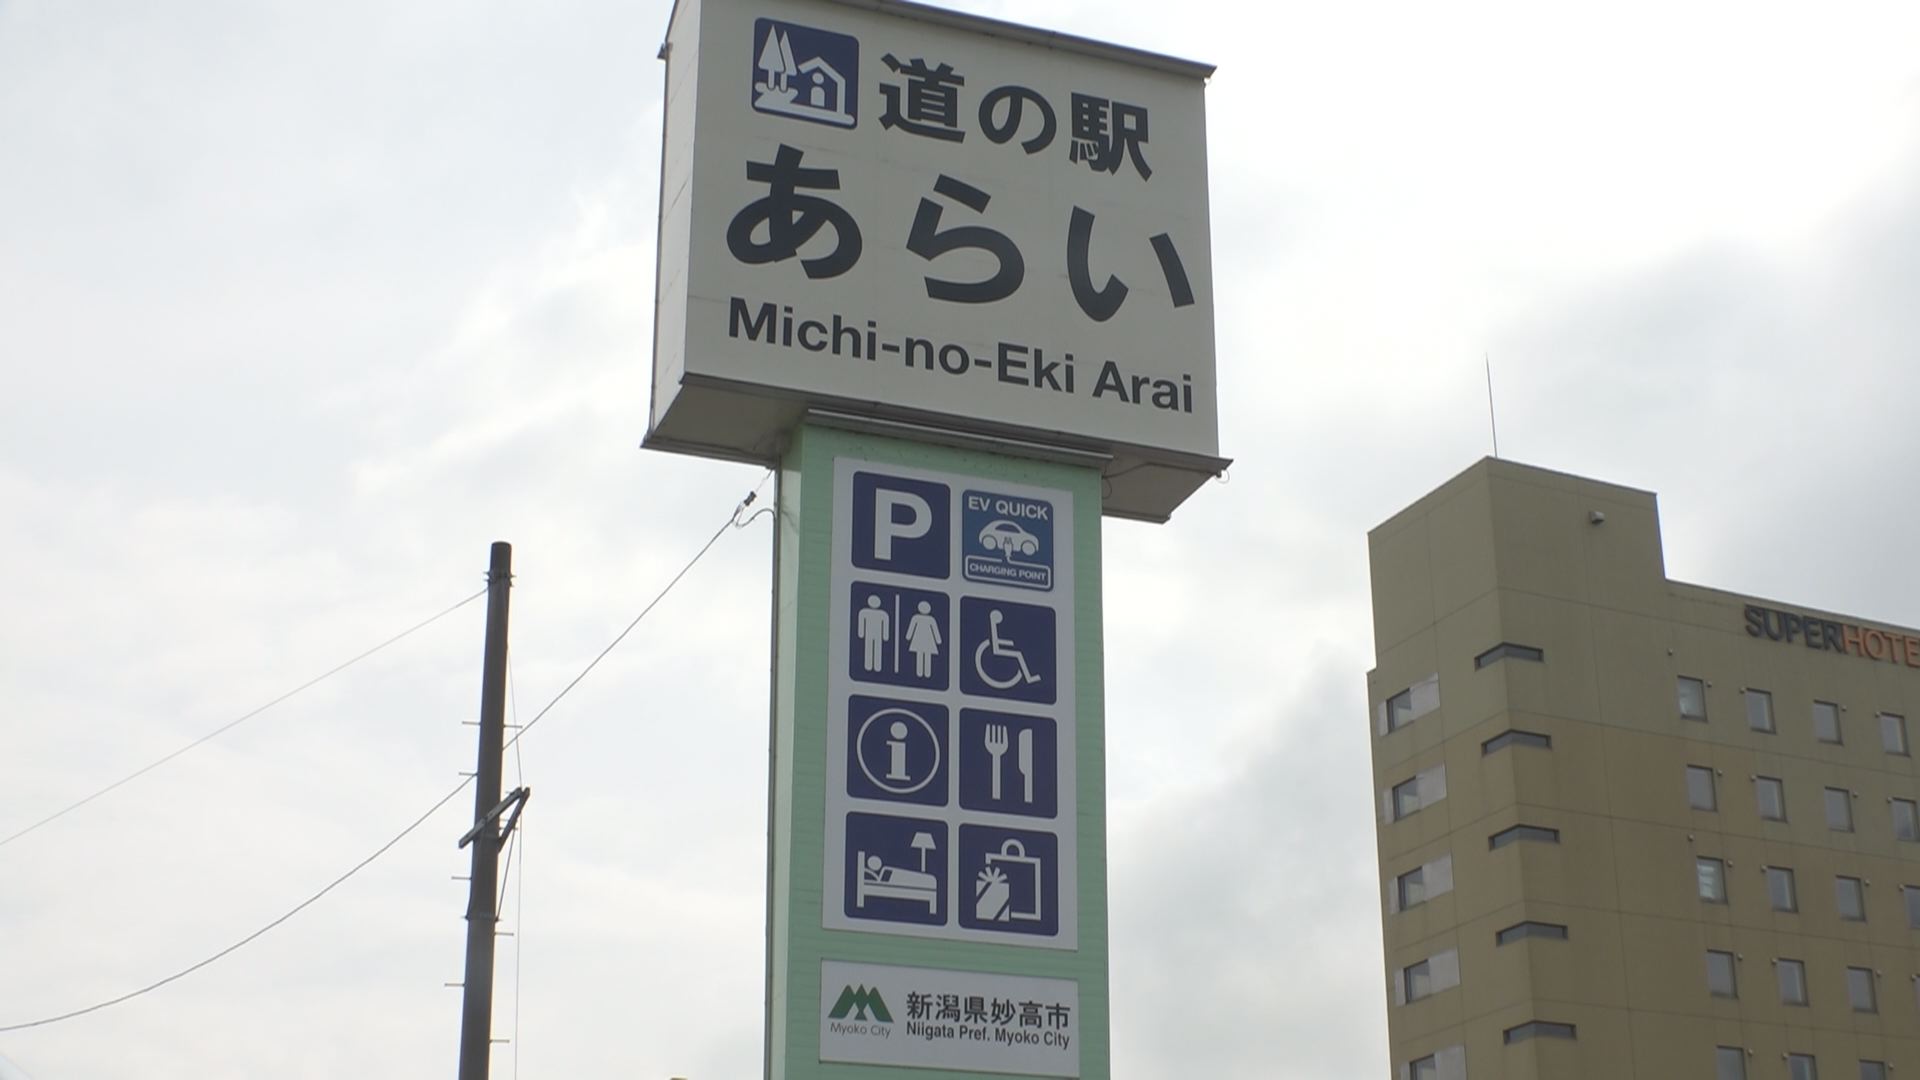 道の駅
あらい
Michi-no-Eki Arai
P
EV QUICK
CHARGING POINT
Myoko City
新潟県妙高市
Niigata Pref. Myoko City
SUPERHOTE